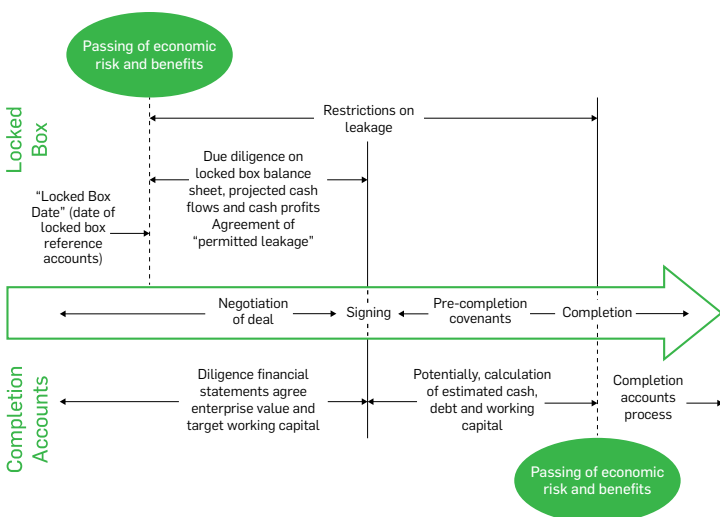 Passing of economic
risk and benefits
Locked
Box
Restrictions on
leakage
Due diligence on
locked box balance
sheet, projected cash
flows and cash profits
Agreement of
“permitted leakage”
“Locked Box
Date” (date of
locked box
reference
accounts)
Negotiation
of deal
Signing
Pre-completion
covenants
Completion
Completion
Accounts
Diligence financial
statements agree
enterprise value and
target working capital
Potentially, calculation
of estimated cash,
debt and working
capital
Completion
accounts
process
Passing of economic
risk and benefits